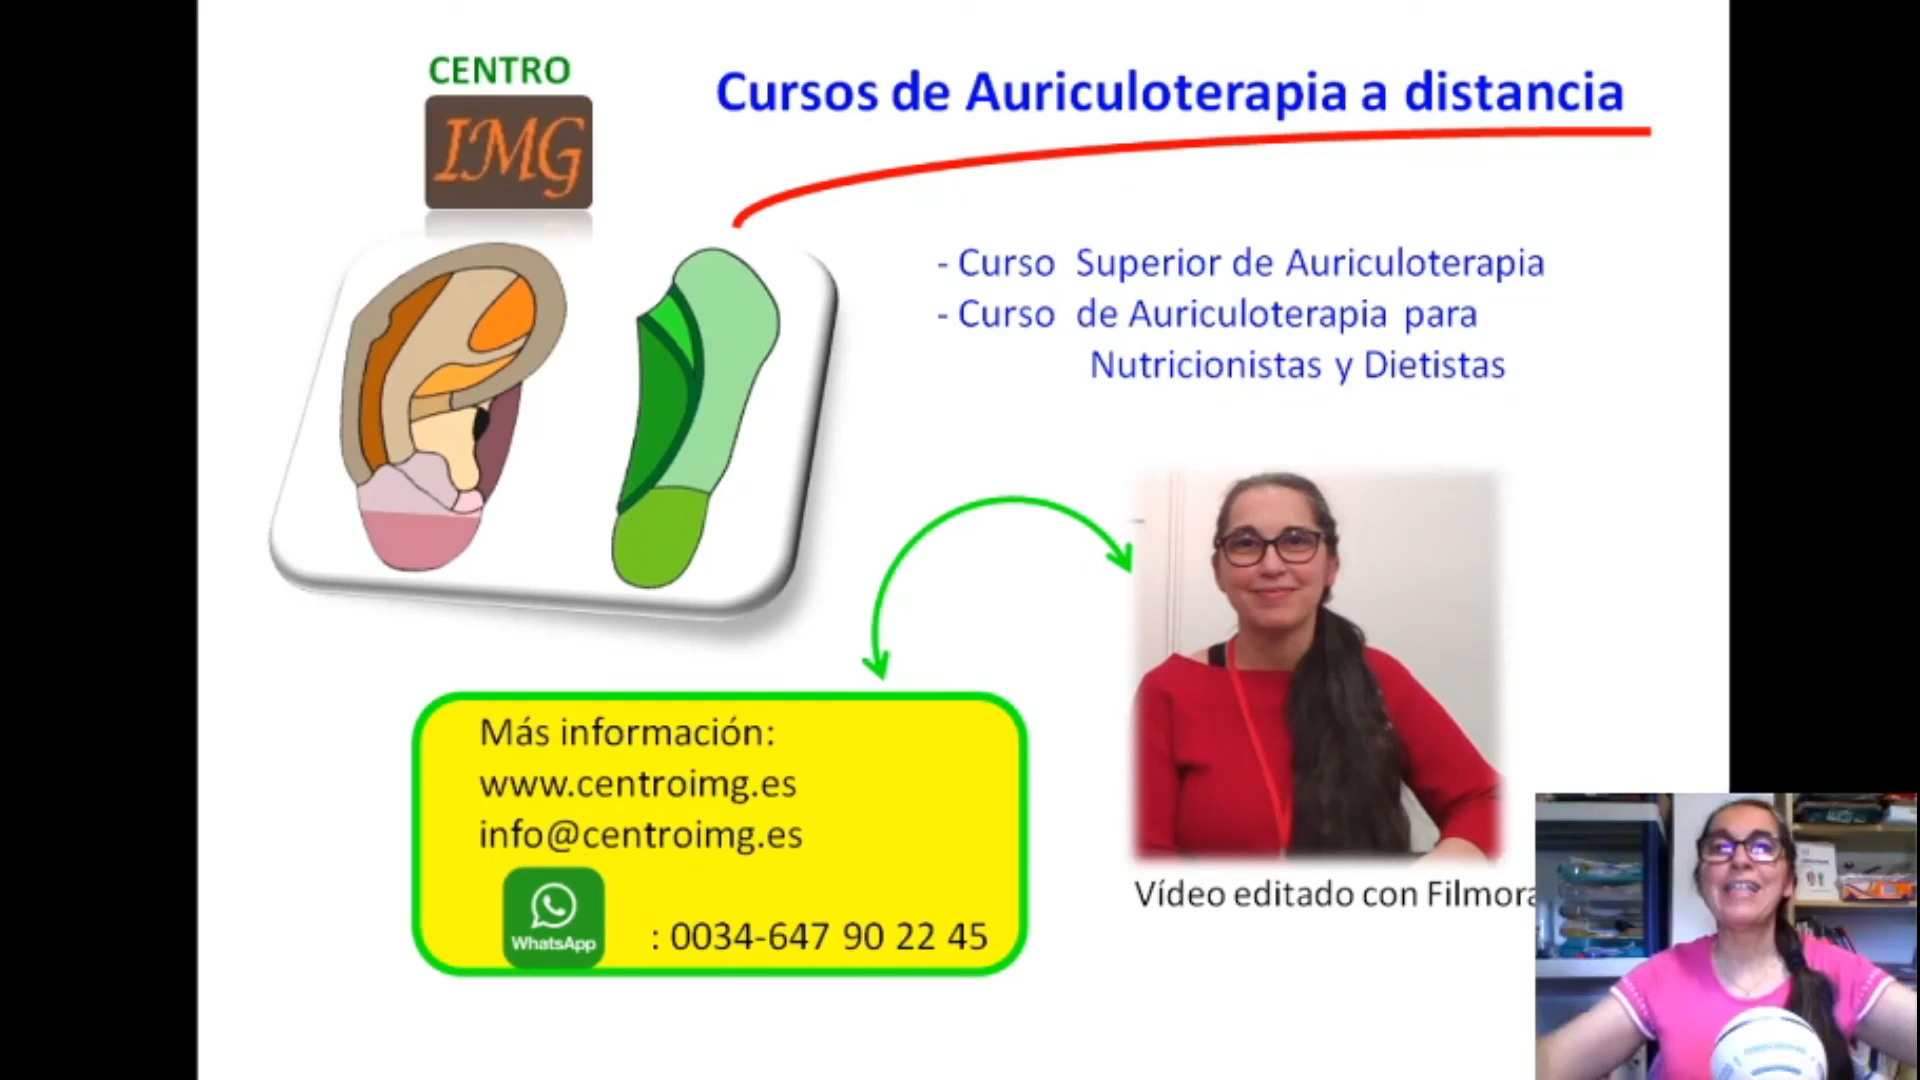 CENTRO
IMG
Cursos de Auriculoterapia a distancia
- Curso Superior de Auriculoterapia
- Curso de Auriculoterapia para
Nutricionistas y Dietistas
Más información:
www.centroimg.es
info@centroimg.es
WhatsApp
: 0034-647 90 22 45
Vídeo editado con Filmora